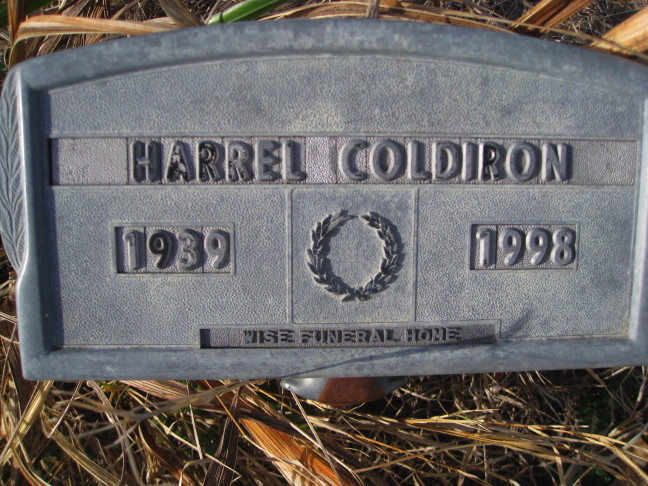 HARREL COLDIRON
1939 1998
WISE FUNERAL HOME